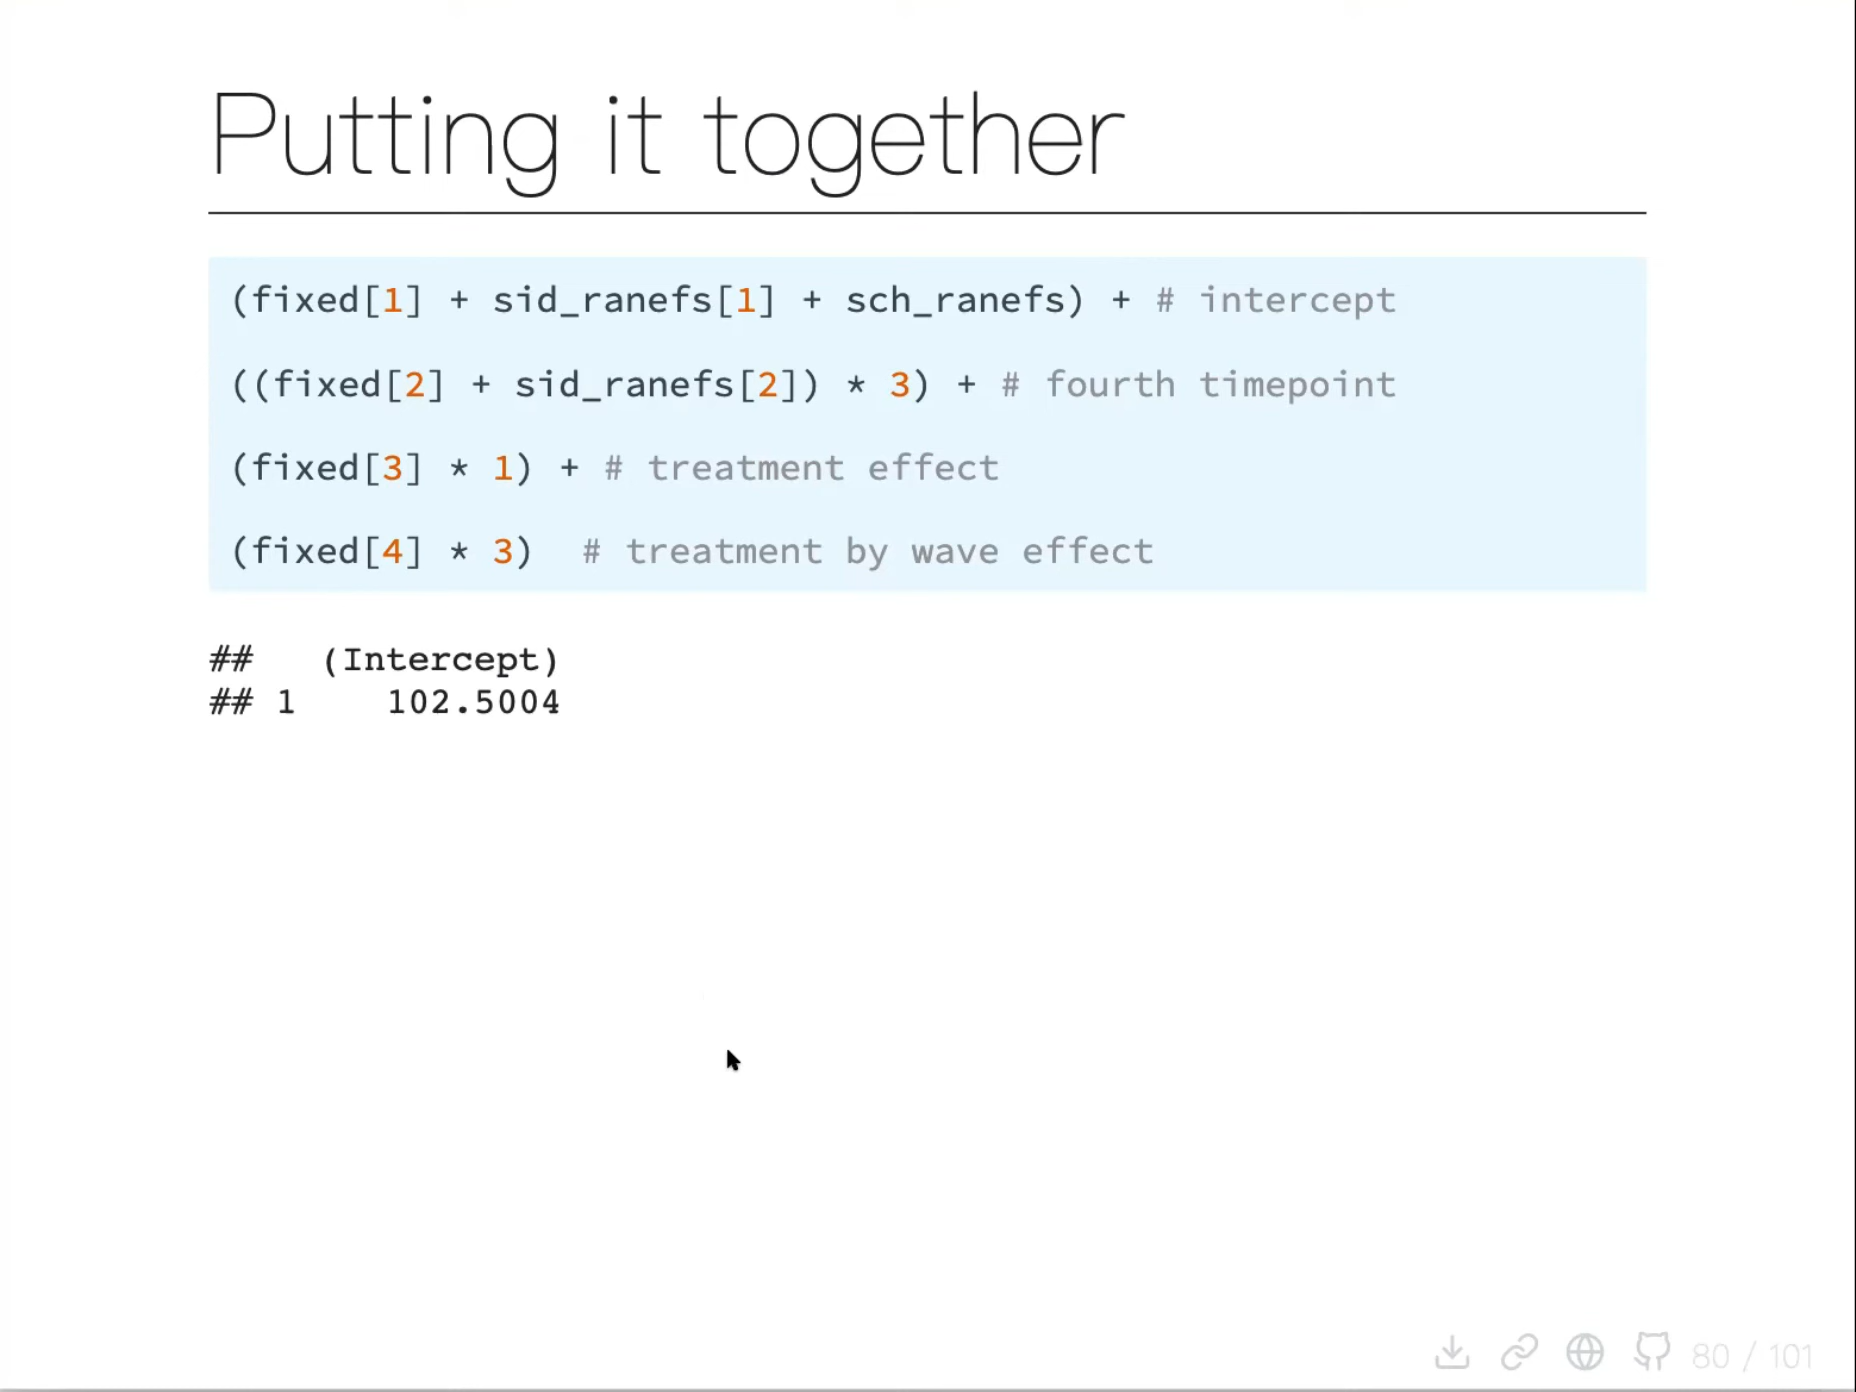 Putting it together
(fixed[1] + sid_ranefs[1] + sch_ranefs) + # intercept
((fixed[2] + sid_ranefs[2]) * 3) + # fourth timepoint
(fixed[3] * 1) + # treatment effect
(fixed[4] * 3)  # treatment by wave effect
##   (Intercept)
## 1    102.5004
80 / 101